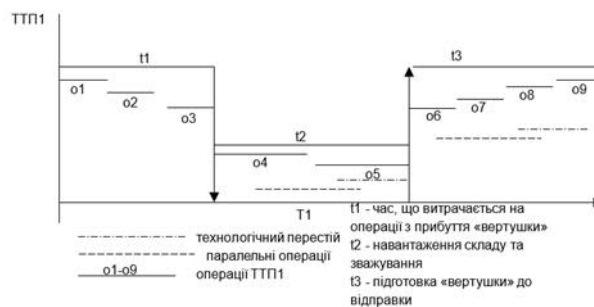 ТТП1
t1
t3
o1
o2
o3
o9
o8
o7
o6
t2
o4
o5
T1
t1 - час, що витрачається на
операції з прибуття «вертушки»
t2 - навантаження складу та
зважування
t3 - підготовка «вертушки» до
відправки
технологічний перестій
паралельні операції
o1-o9
операції ТТП1